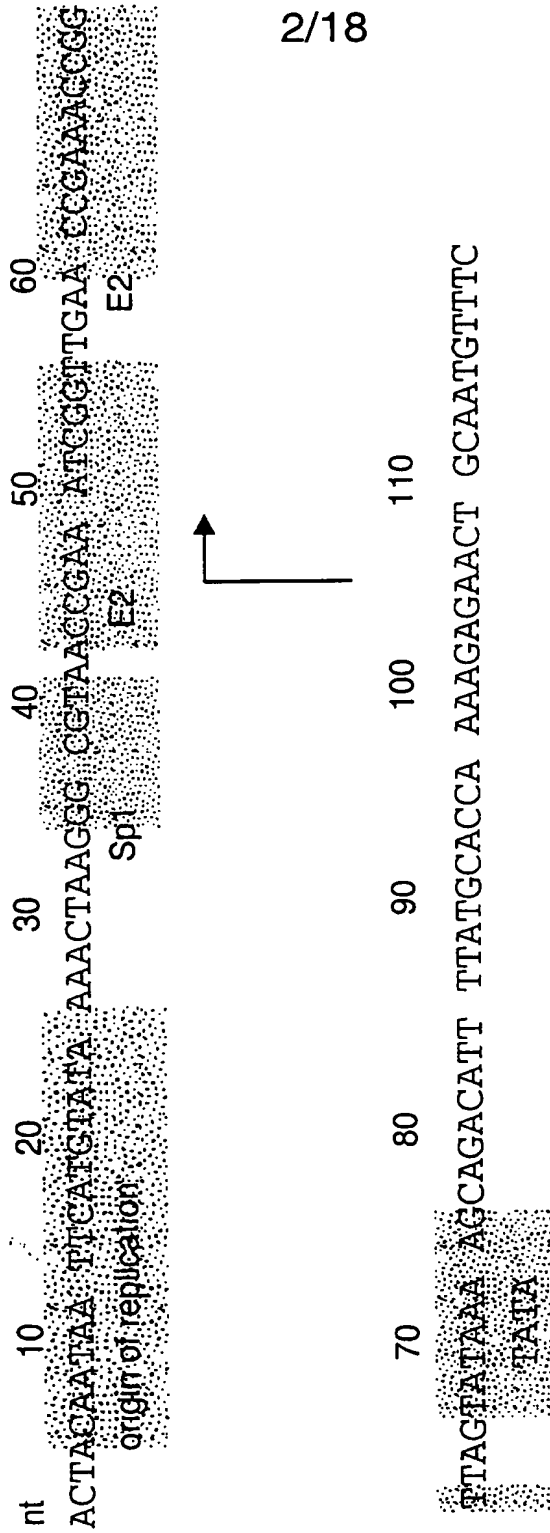 2/18
nt 10 20 30 40 50 60
ACTACAATAA TTCATGTATA AAACTAAGGG CGTAACCGAA ATCGGTTGAA CCGAAACCGG
origin of replication Sp1 E2 E2
70 80 90 100 110
TTAGTATAAA AGCAGACATT TTATGCACCA AAAGAGAACT GCAATGTTTC
TATA